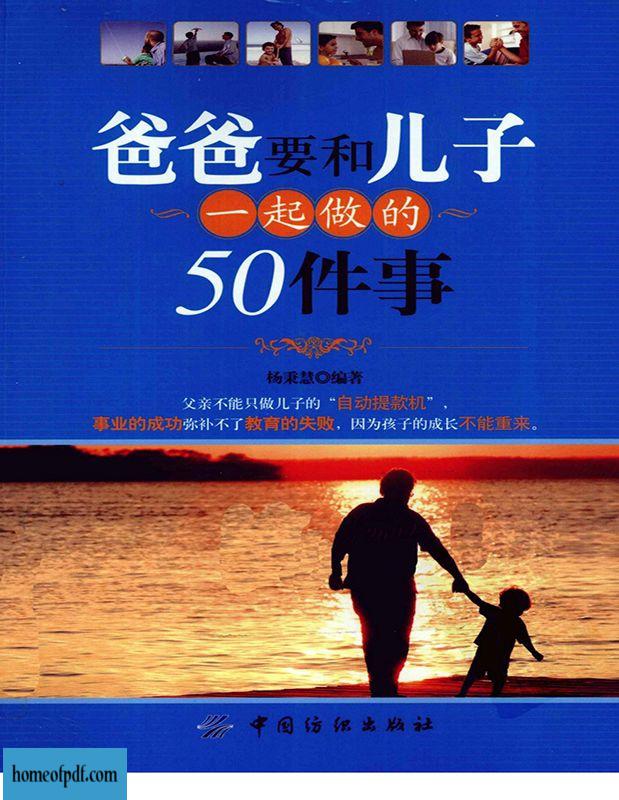 爸爸要和儿子
一起做的
50件事
杨秉慧◎编著
父亲不能只做儿子的“自动提款机”，
事业的成功弥补不了教育的失败，因为孩子的成长不能重来。
中国纺织出版社
homeofpdf.com